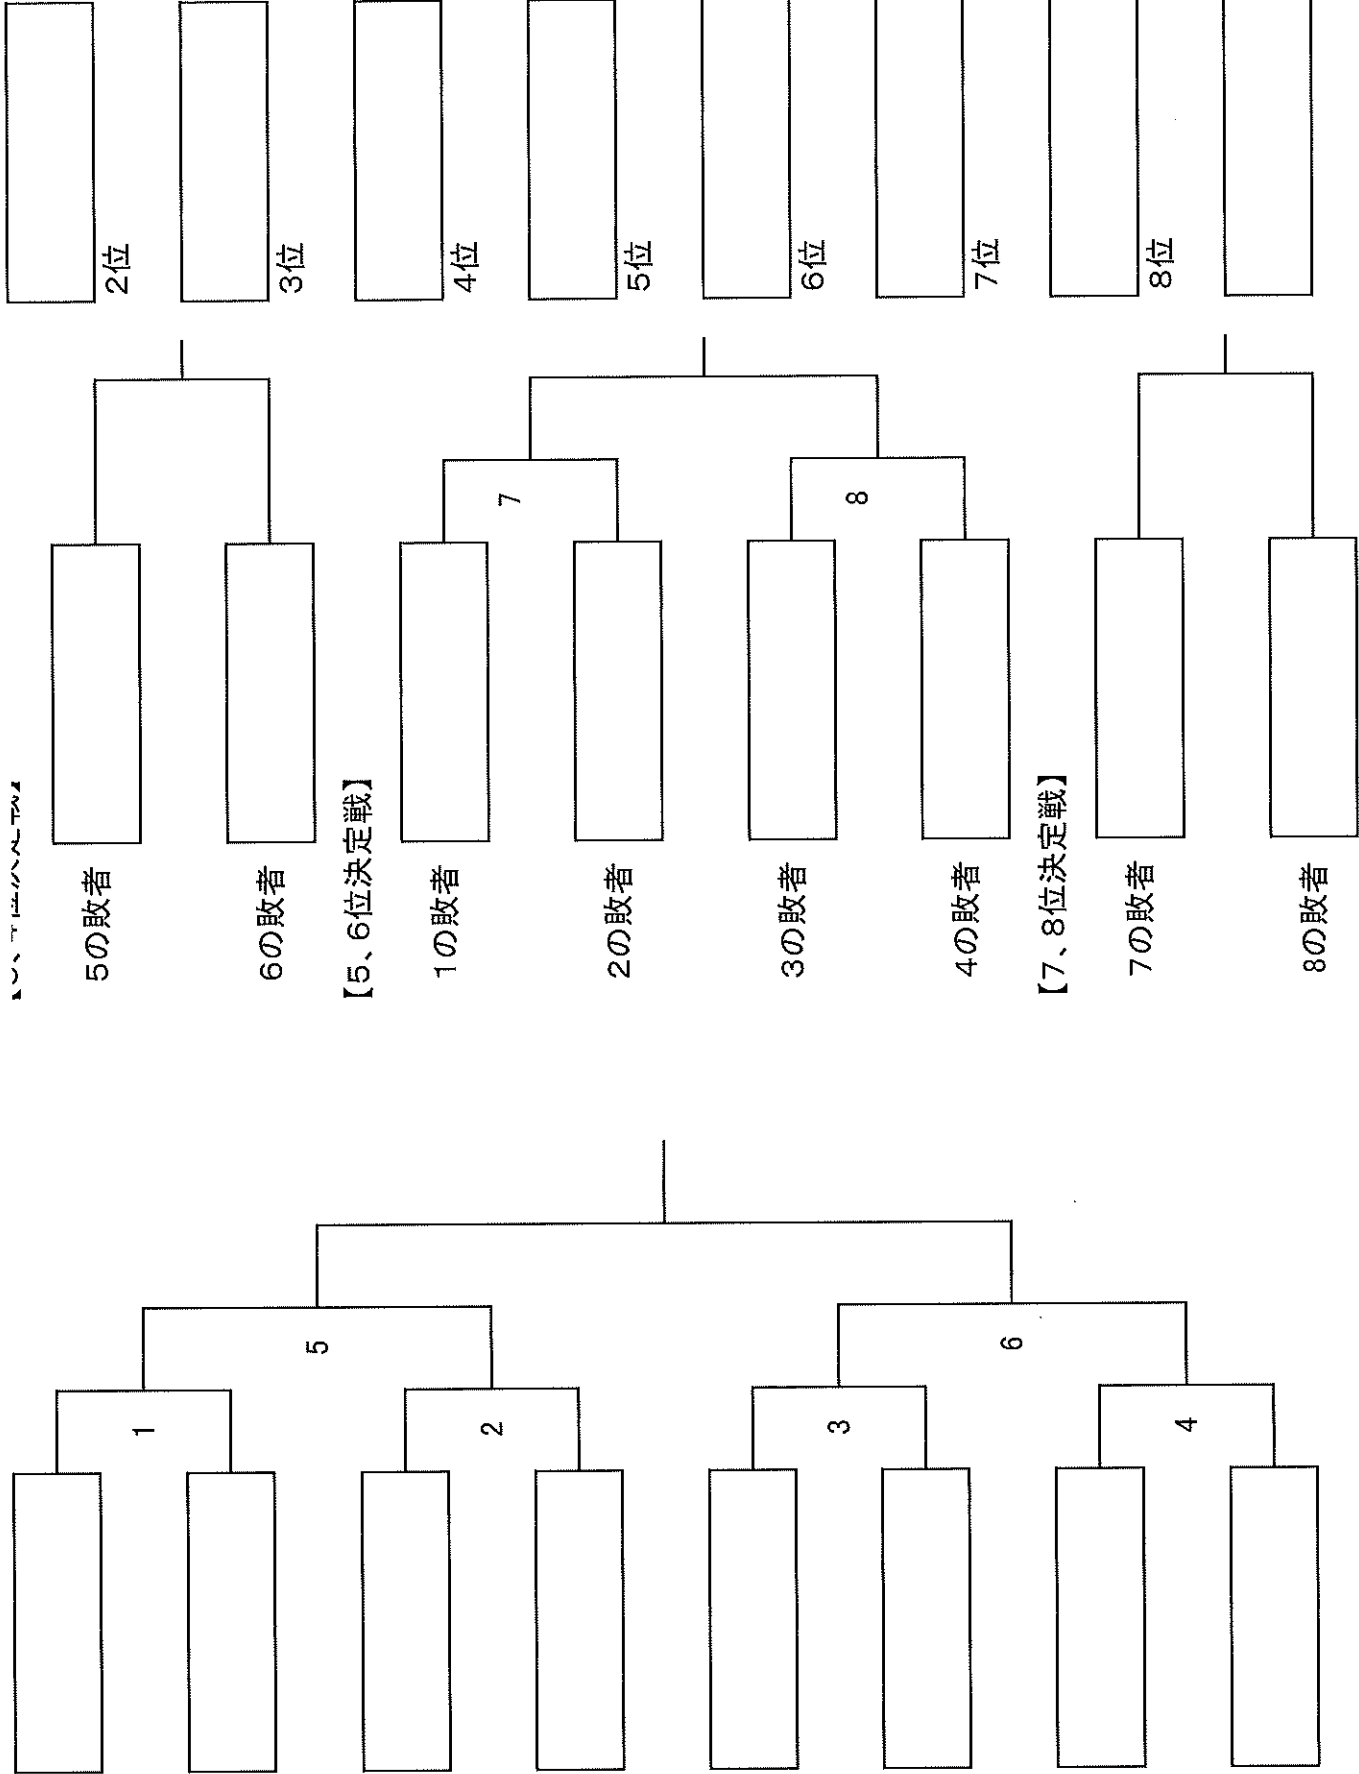 1
2
3
4
5
6
5の敗者
6の敗者
【5、6位決定戦】
1の敗者
7
2の敗者
3の敗者
8
4の敗者
【7、8位決定戦】
7の敗者
8の敗者
2位
3位
4位
5位
6位
7位
8位